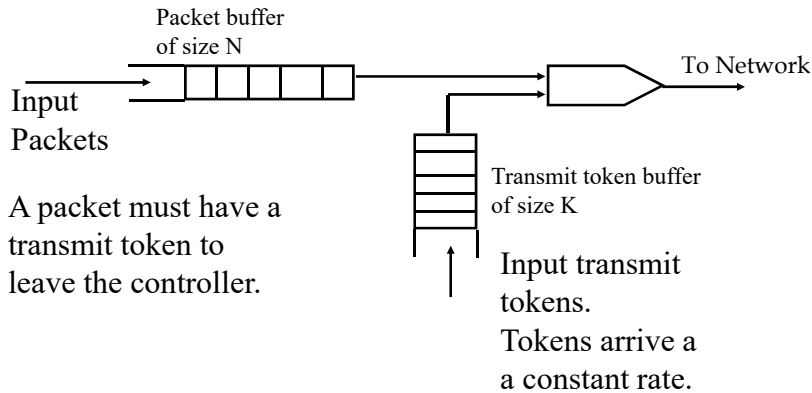 Packet buffer
of size N
To Network
Input
Packets
Transmit token buffer
of size K
A packet must have a
transmit token to
leave the controller.
Input transmit
tokens.
Tokens arrive a
a constant rate.